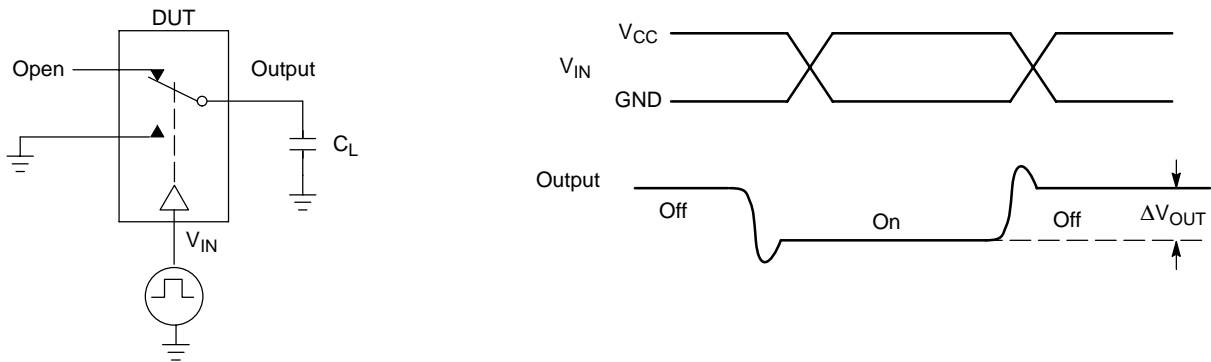 DUT
Open
Output
C_L
V_IN
V_CC
V_IN
GND
Output
Off
On
Off
ΔV_OUT